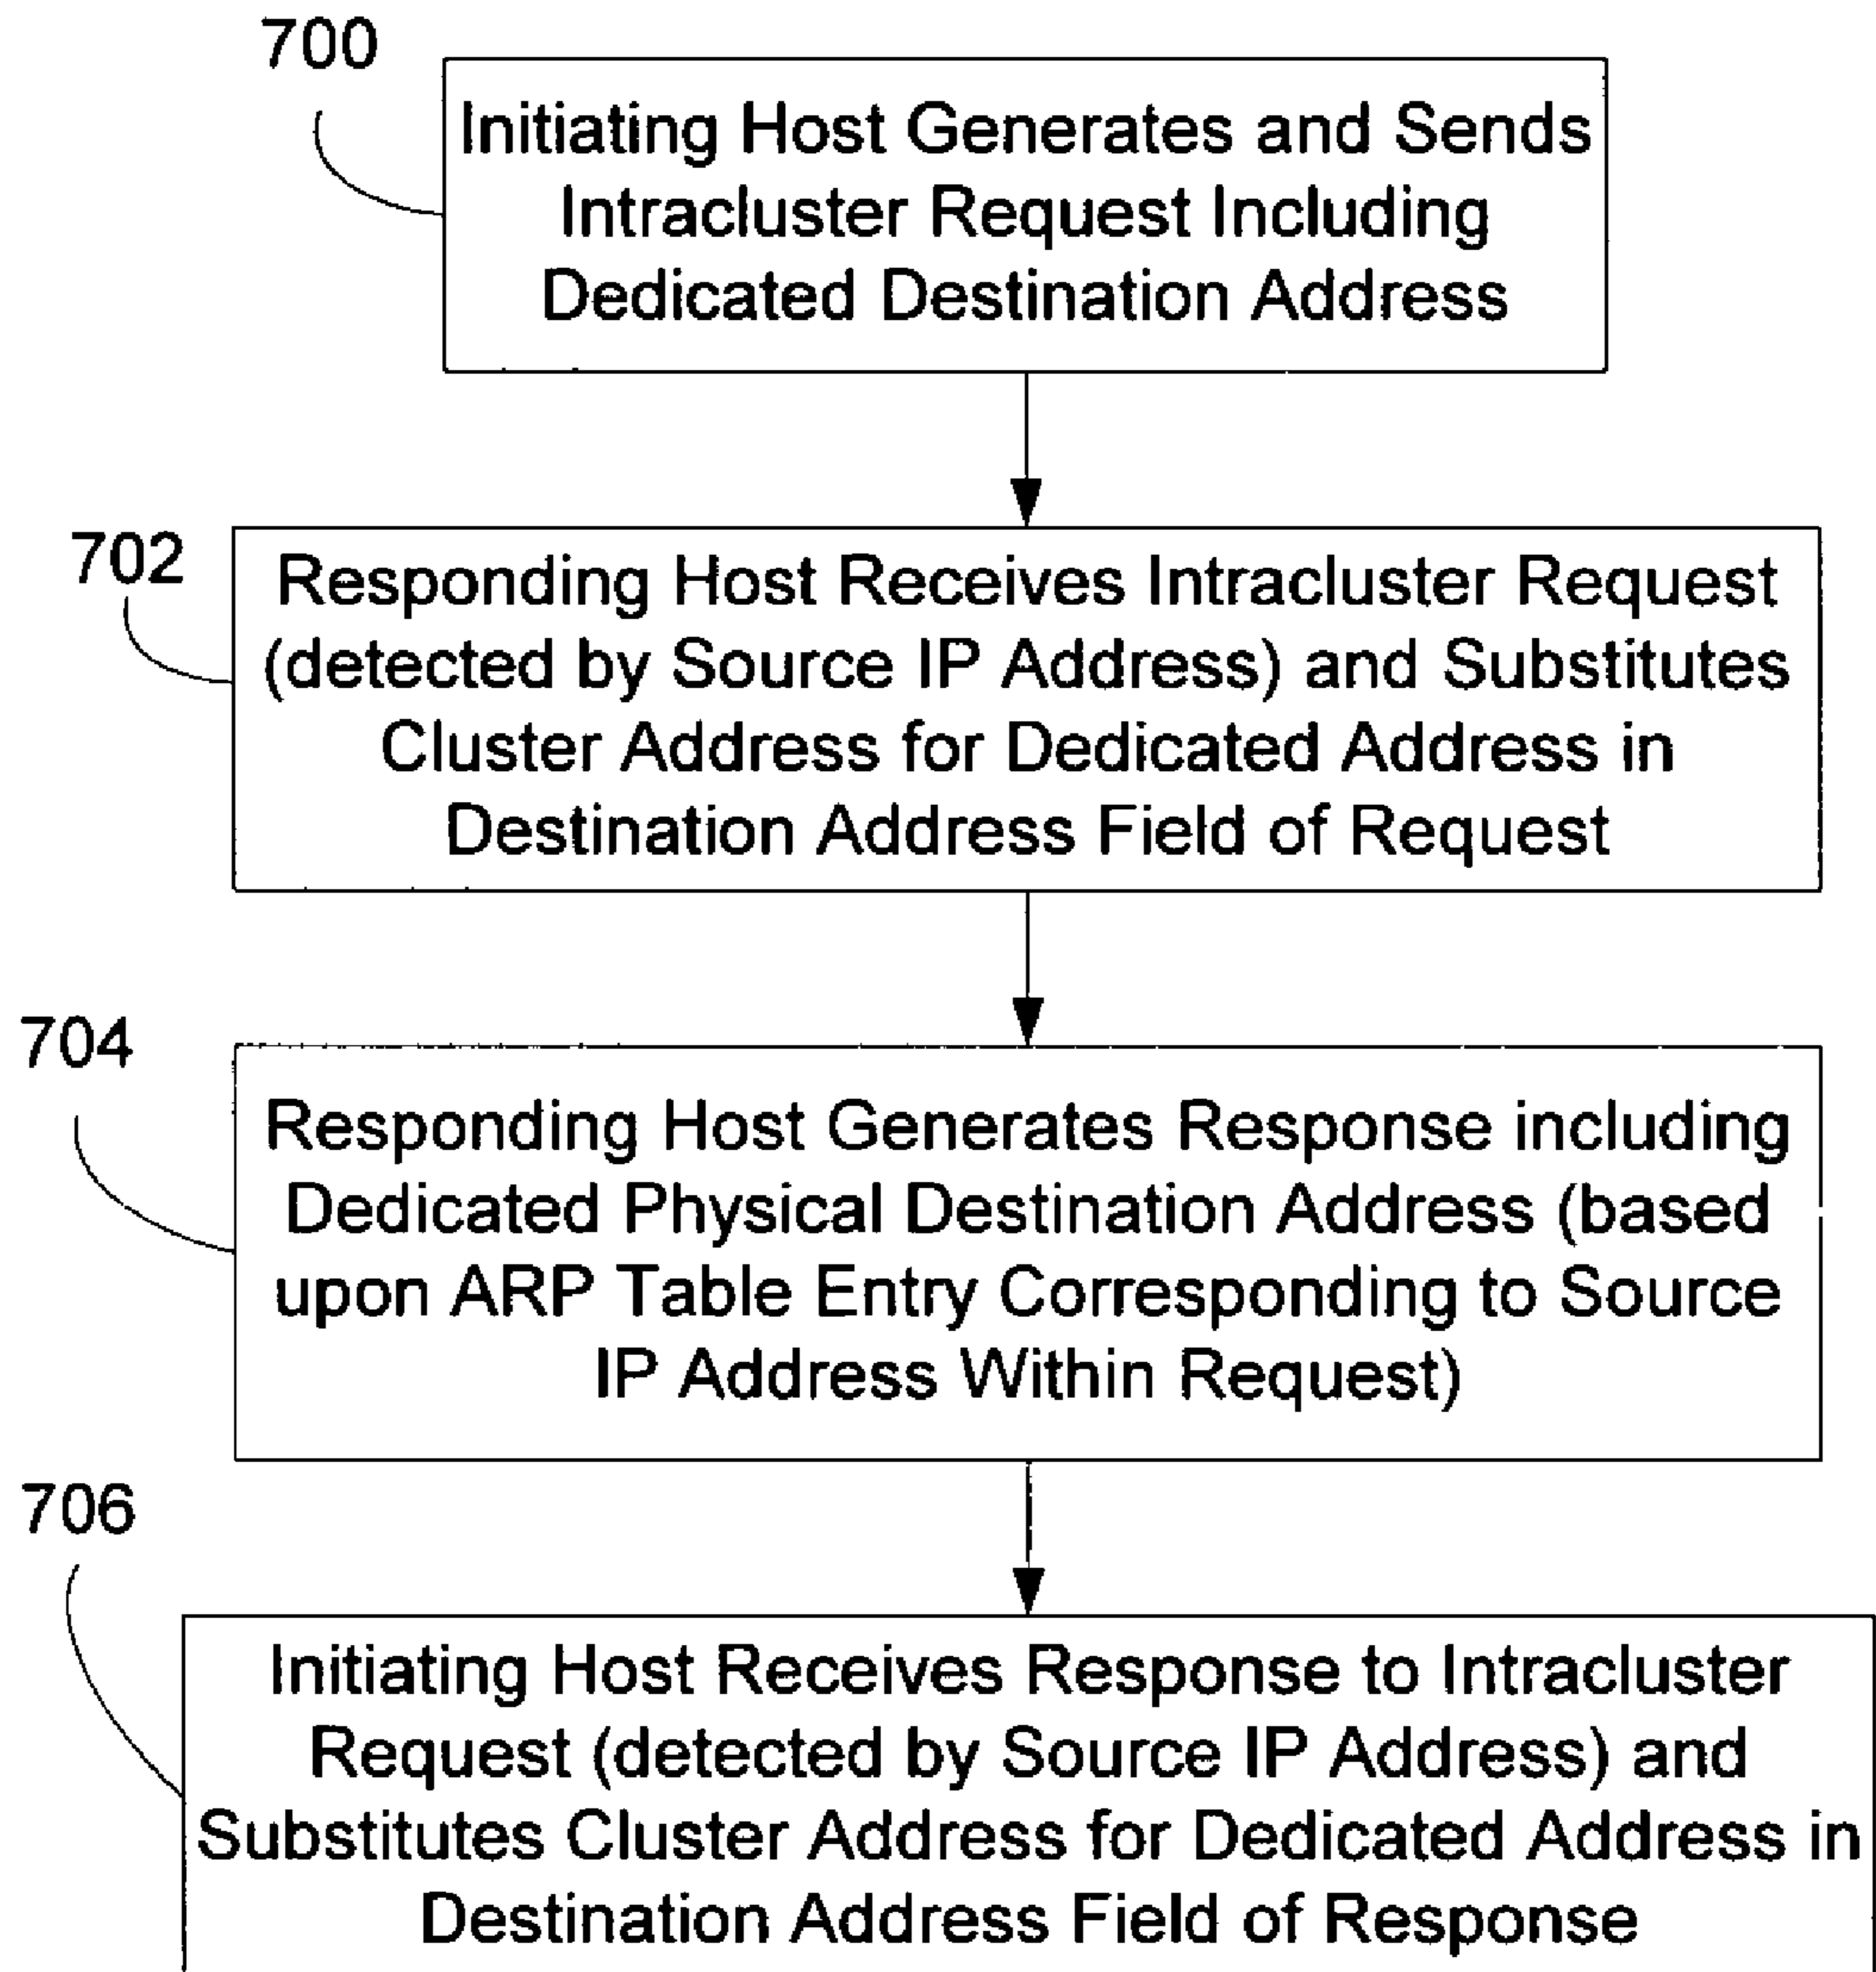 700
Initiating Host Generates and Sends
Intracluster Request Including
Dedicated Destination Address
702
Responding Host Receives Intracluster Request
(detected by Source IP Address) and Substitutes
Cluster Address for Dedicated Address in
Destination Address Field of Request
704
Responding Host Generates Response including
Dedicated Physical Destination Address (based
upon ARP Table Entry Corresponding to Source
IP Address Within Request)
706
Initiating Host Receives Response to Intracluster
Request (detected by Source IP Address) and
Substitutes Cluster Address for Dedicated Address in
Destination Address Field of Response